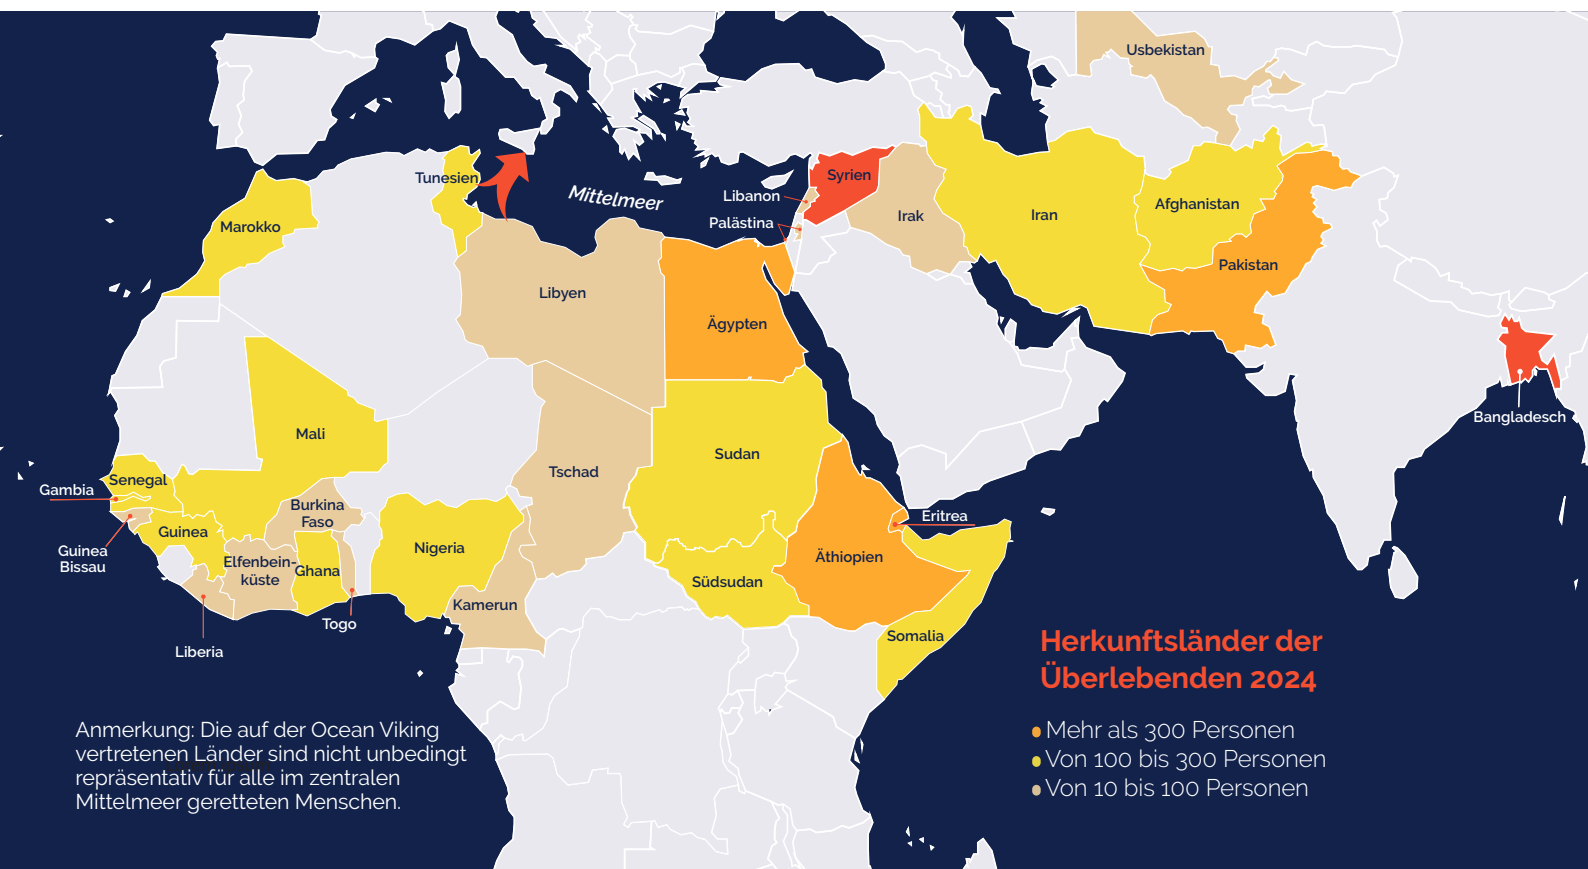 Usbekistan
Tunesien
Mittelmeer
Syrien
Libanon
Palästina
Irak
Iran
Afghanistan
Pakistan
Marokko
Libyen
Ägypten
Bangladesch
Mali
Sudan
Tschad
Senegal
Gambia
Burkina
Faso
Eritrea
Guinea
Guinea
Bissau
Elfenbein-
küste
Ghana
Nigeria
Äthiopien
Südsudan
Kamerun
Togo
Liberia
Somalia
Herkunftsländer der
Überlebenden 2024
Mehr als 300 Personen
Von 100 bis 300 Personen
Von 10 bis 100 Personen
Anmerkung: Die auf der Ocean Viking
vertretenen Länder sind nicht unbedingt
repräsentativ für alle im zentralen
Mittelmeer geretteten Menschen.